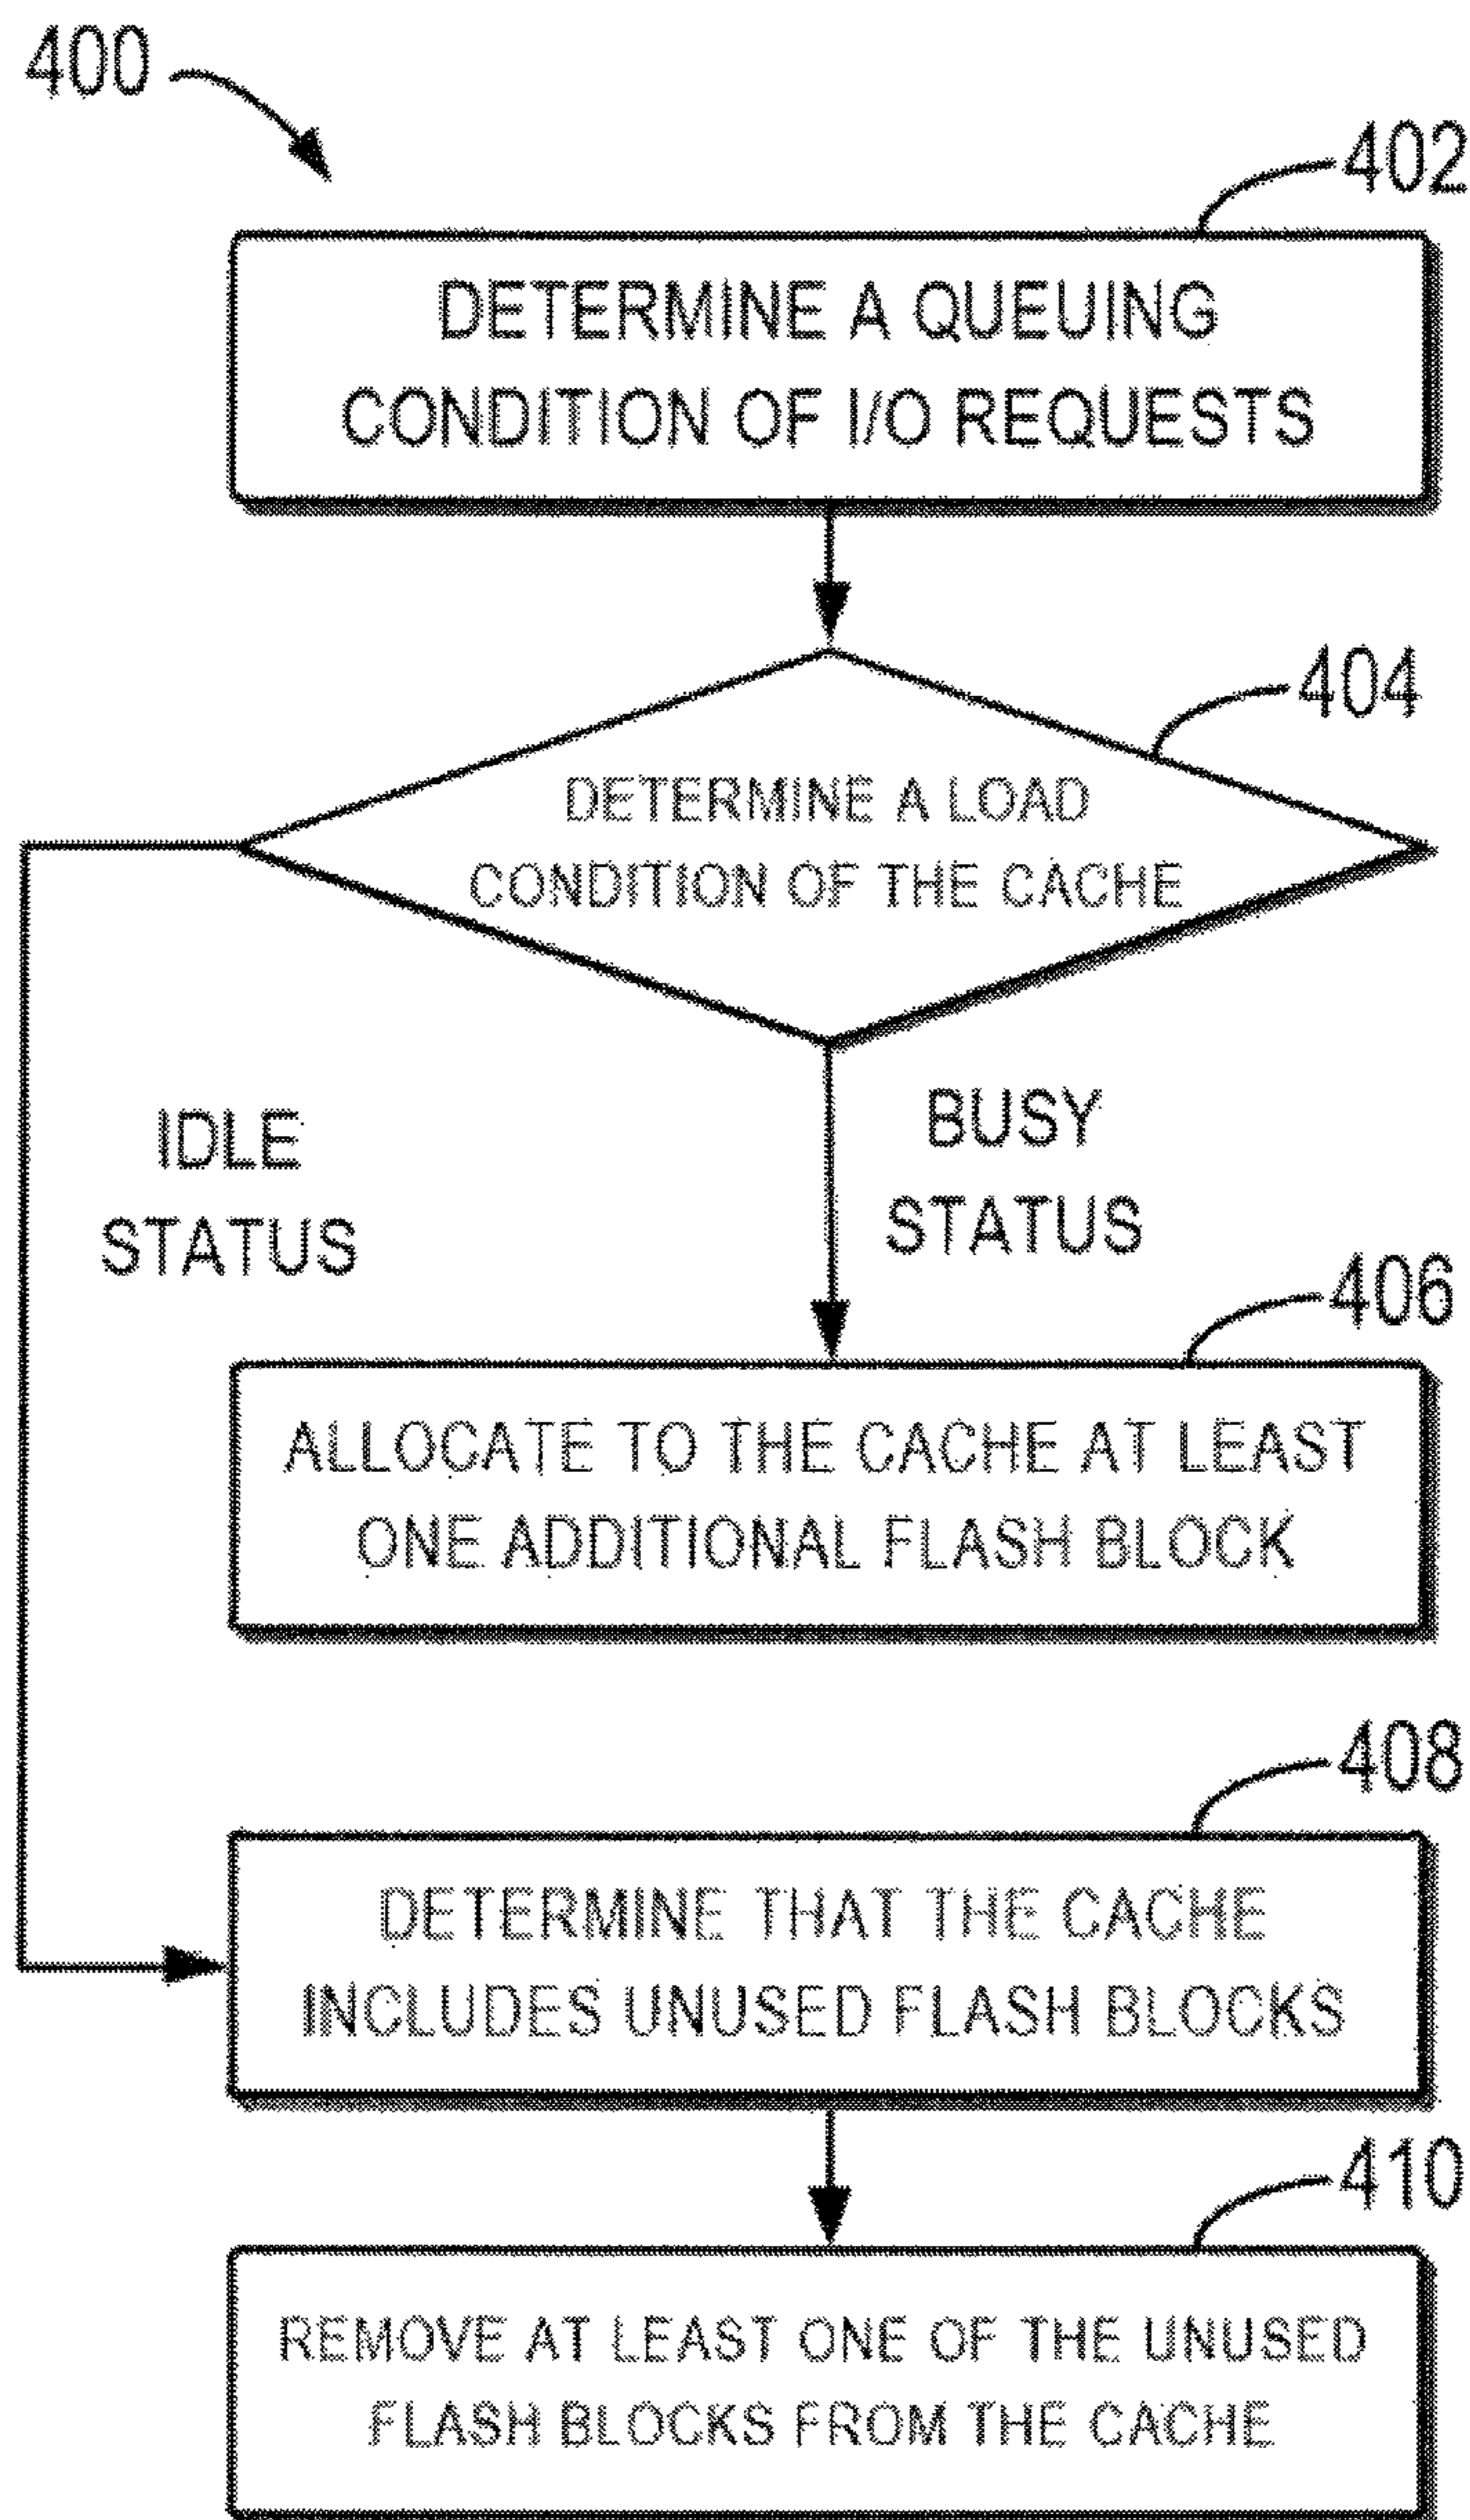 400
402
DETERMINE A QUEUING
CONDITION OF I/O REQUESTS
404
DETERMINE A LOAD
CONDITION OF THE CACHE
IDLE
STATUS
BUSY
STATUS
406
ALLOCATE TO THE CACHE AT LEAST
ONE ADDITIONAL FLASH BLOCK
408
DETERMINE THAT THE CACHE
INCLUDES UNUSED FLASH BLOCKS
410
REMOVE AT LEAST ONE OF THE UNUSED
FLASH BLOCKS FROM THE CACHE